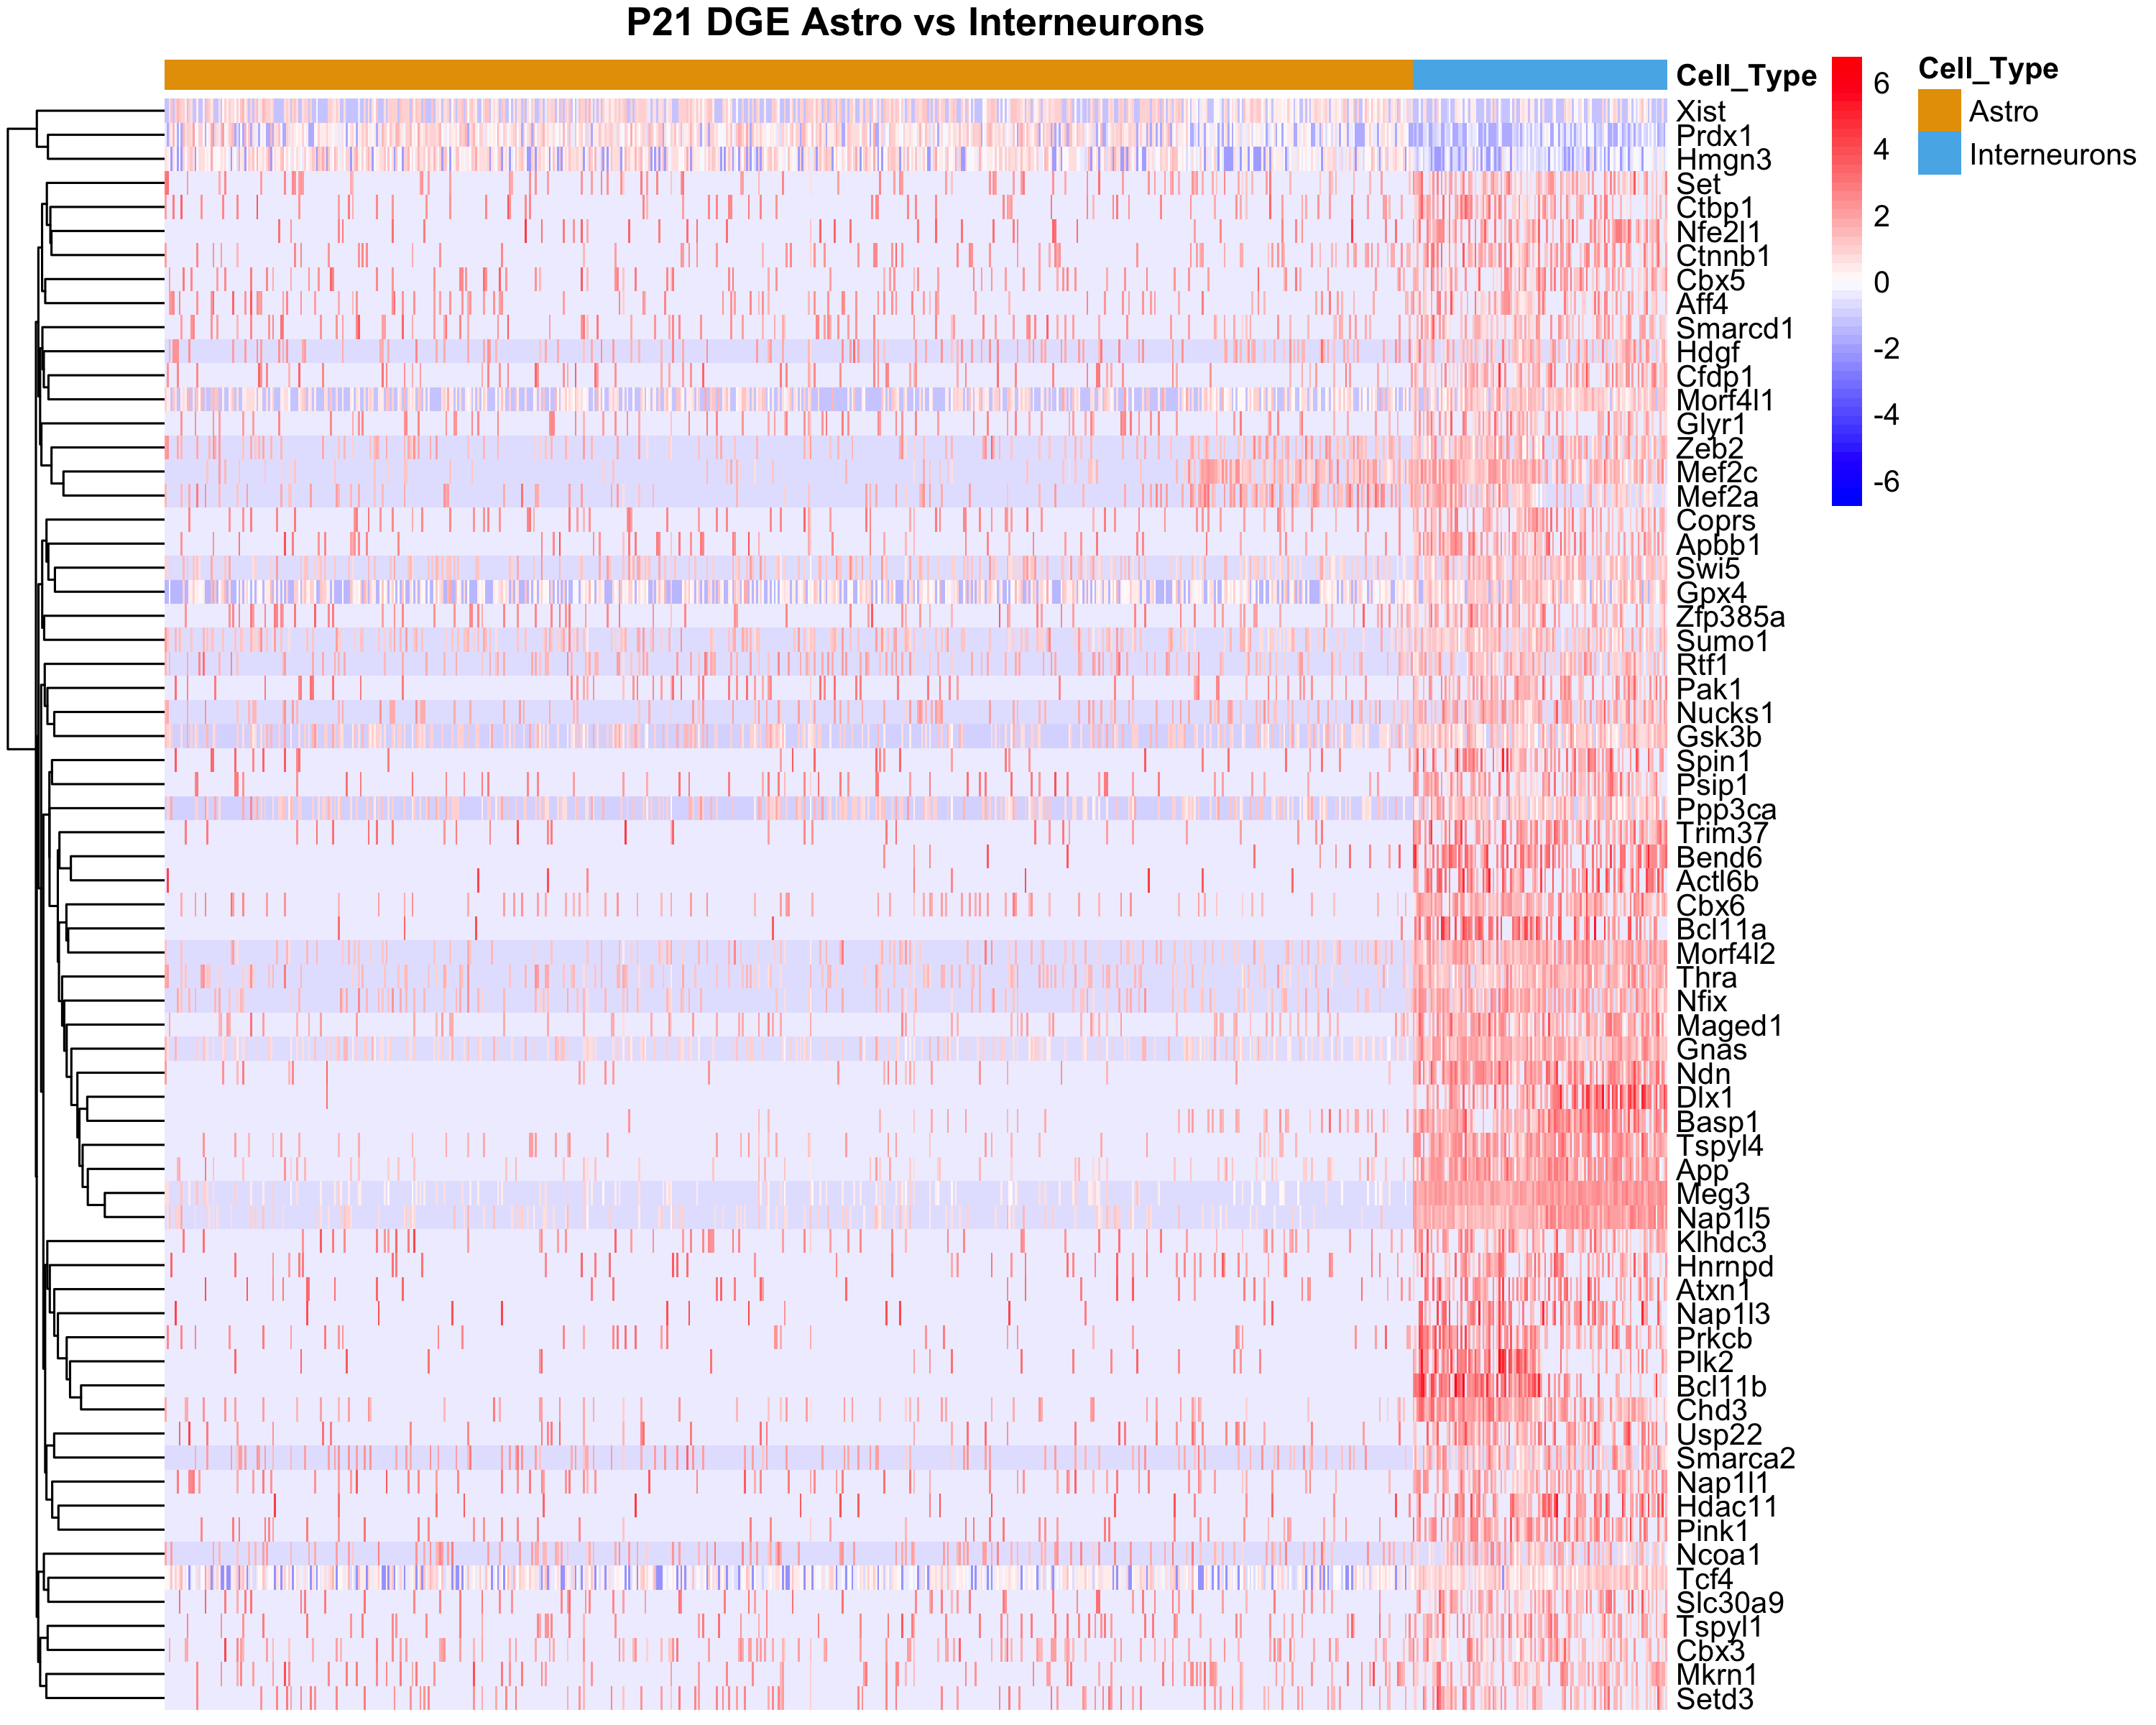 P21 DGE Astro vs Interneurons
Cell_Type
Xist
Prdx1
Hmgn3
Set
Ctbp1
Nfe2l1
Ctnnb1
Cbx5
Aff4
Smarcd1
Hdgf
Cfdp1
Morf4l1
Glyr1
Zeb2
Mef2c
Mef2a
Coprs
Apbb1
Swi5
Gpx4
Zfp385a
Sumo1
Rtf1
Pak1
Nucks1
Gsk3b
Spin1
Psip1
Ppp3ca
Trim37
Bend6
Actl6b
Cbx6
Bcl11a
Morf4l2
Thra
Nfix
Maged1
Gnas
Ndn
Dlx1
Basp1
Tspyl4
App
Meg3
Nap1l5
Klhdc3
Hnrnpd
Atxn1
Nap1l3
Prkcb
Plk2
Bcl11b
Chd3
Usp22
Smarca2
Nap1l1
Hdac11
Pink1
Ncoa1
Tcf4
Slc30a9
Tspyl1
Cbx3
Mkrn1
Setd3
6
4
2
0
-2
-4
-6
Cell_Type
Astro
Interneurons